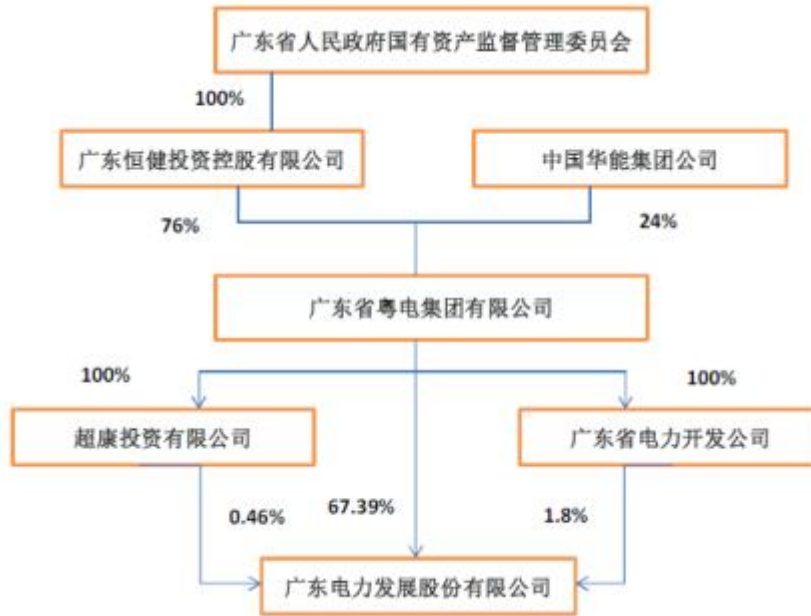 广东省人民政府国有资产监督管理委员会
100%
广东恒健投资控股有限公司
中国华能集团公司
76%
24%
广东省粤电集团有限公司
100%
100%
超康投资有限公司
广东省电力开发公司
0.46%
67.39%
1.8%
广东电力发展股份有限公司